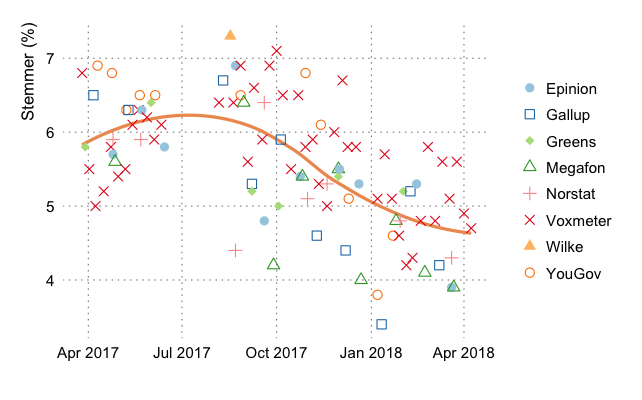 Stemmer (%)
7
6
5
4
Apr 2017 Jul 2017 Oct 2017 Jan 2018 Apr 2018
Epinion
Gallup
Greens
Megafon
Norstat
Voxmeter
Wilke
YouGov